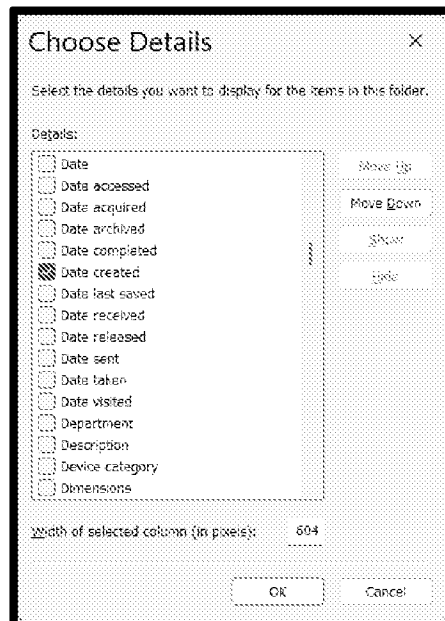 Choose Details
Select the details you want to display for the items in this folder.
Details:
Date
Date accessed
Date acquired
Date archived
Date completed
Date created
Date last saved
Date received
Date released
Date sent
Date taken
Date visited
Department
Description
Device category
Dimensions
Move Up
Move Down
Show
Hide
Width of selected column (in pixels): 604
OK Cancel